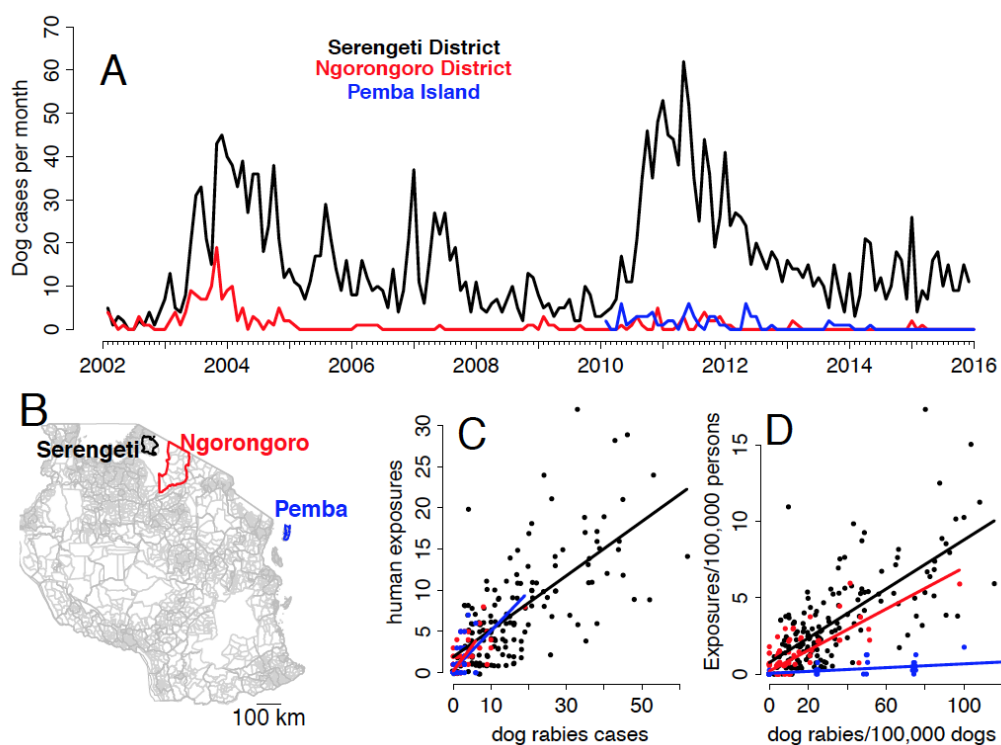 A
Serengeti District
Ngorongoro District
Pemba Island
Dog cases per month
0 10 20 30 40 50 60 70
2002 2004 2006 2008 2010 2012 2014 2016
B
Serengeti
Ngorongoro
Pemba
100 km
C
human exposures
0 5 10 15 20 25 30
0 10 30 50
dog rabies cases
D
Exposures/100,000 persons
0 5 10 15
0 20 60 100
dog rabies/100,000 dogs